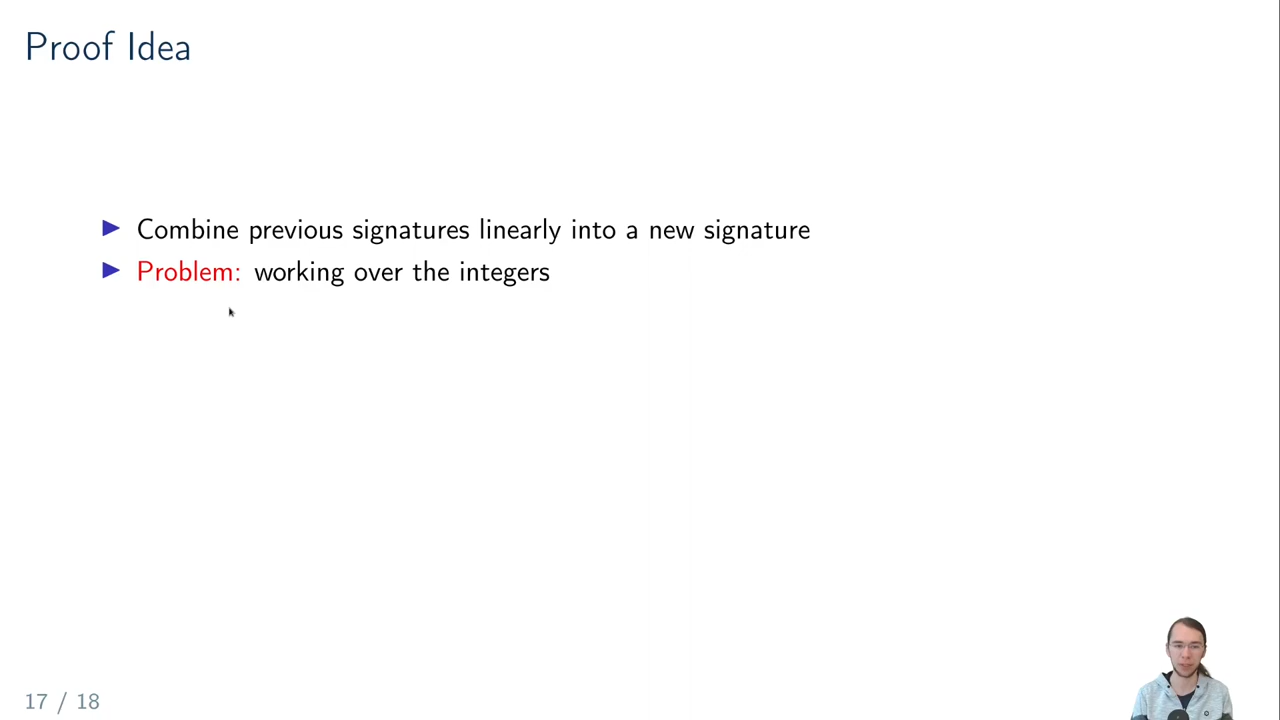 Proof Idea
Combine previous signatures linearly into a new signature
Problem: working over the integers
17 / 18